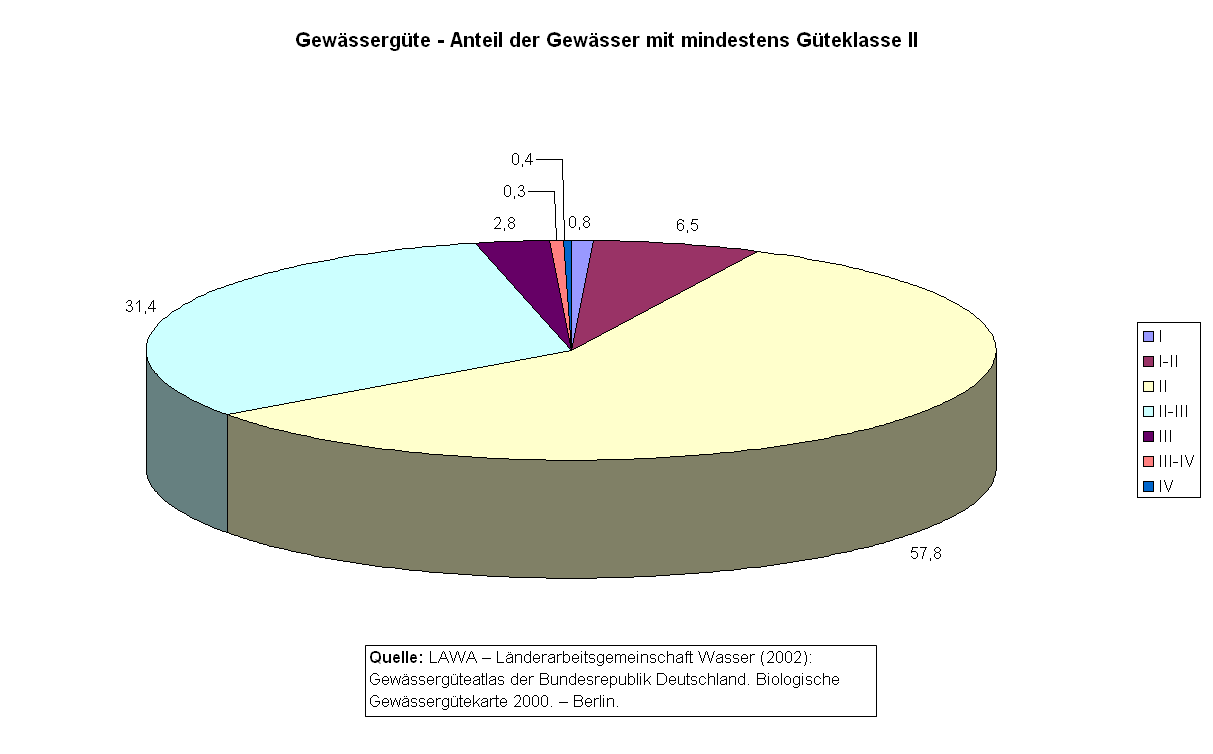 Gewässergüte - Anteil der Gewässer mit mindestens Güteklasse II
0,4
0,3
2,8
0,8
6,5
31,4
57,8
I
I-II
II
II-III
III
III-IV
IV
Quelle: LAWA – Länderarbeitsgemeinschaft Wasser (2002):
Gewässergüteatlas der Bundesrepublik Deutschland. Biologische
Gewässergütekarte 2000. – Berlin.